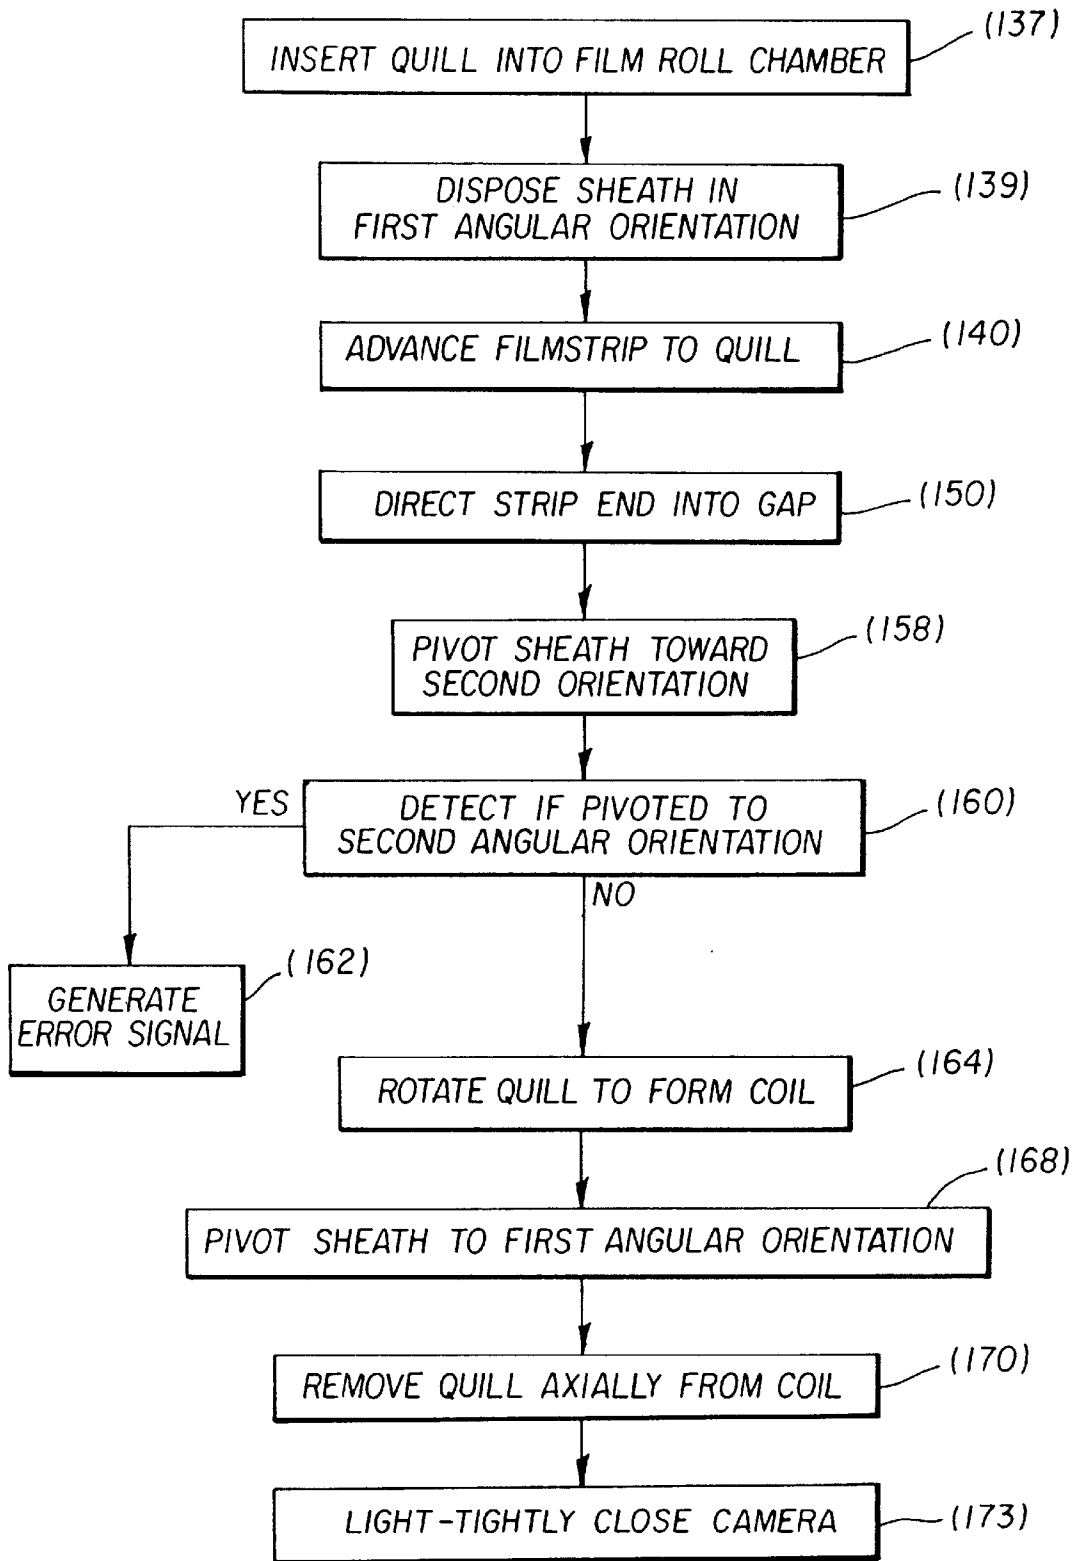 (137)
INSERT QUILL INTO FILM ROLL CHAMBER
DISPOSE SHEATH IN
FIRST ANGULAR ORIENTATION
(139)
ADVANCE FILMSTRIP TO QUILL
(140)
DIRECT STRIP END INTO GAP
(150)
PIVOT SHEATH TOWARD
SECOND ORIENTATION
(158)
YES
DETECT IF PIVOTED TO
SECOND ANGULAR ORIENTATION
(160)
NO
(162)
GENERATE
ERROR SIGNAL
ROTATE QUILL TO FORM COIL
(164)
(168)
PIVOT SHEATH TO FIRST ANGULAR ORIENTATION
REMOVE QUILL AXIALLY FROM COIL
(170)
LIGHT-TIGHTLY CLOSE CAMERA
(173)